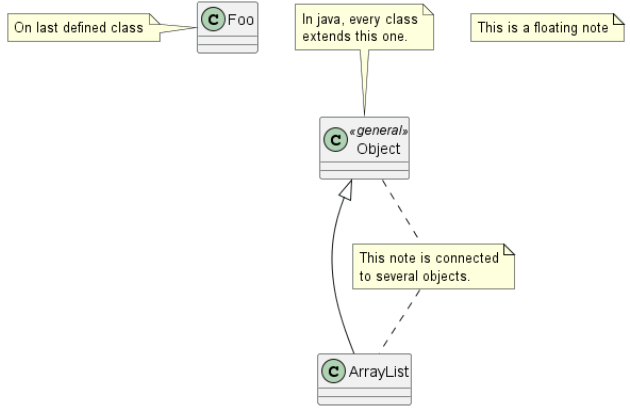 On last defined class
C Foo
In java, every class
extends this one.
This is a floating note
C «general»
Object
This note is connected
to several objects.
C ArrayList